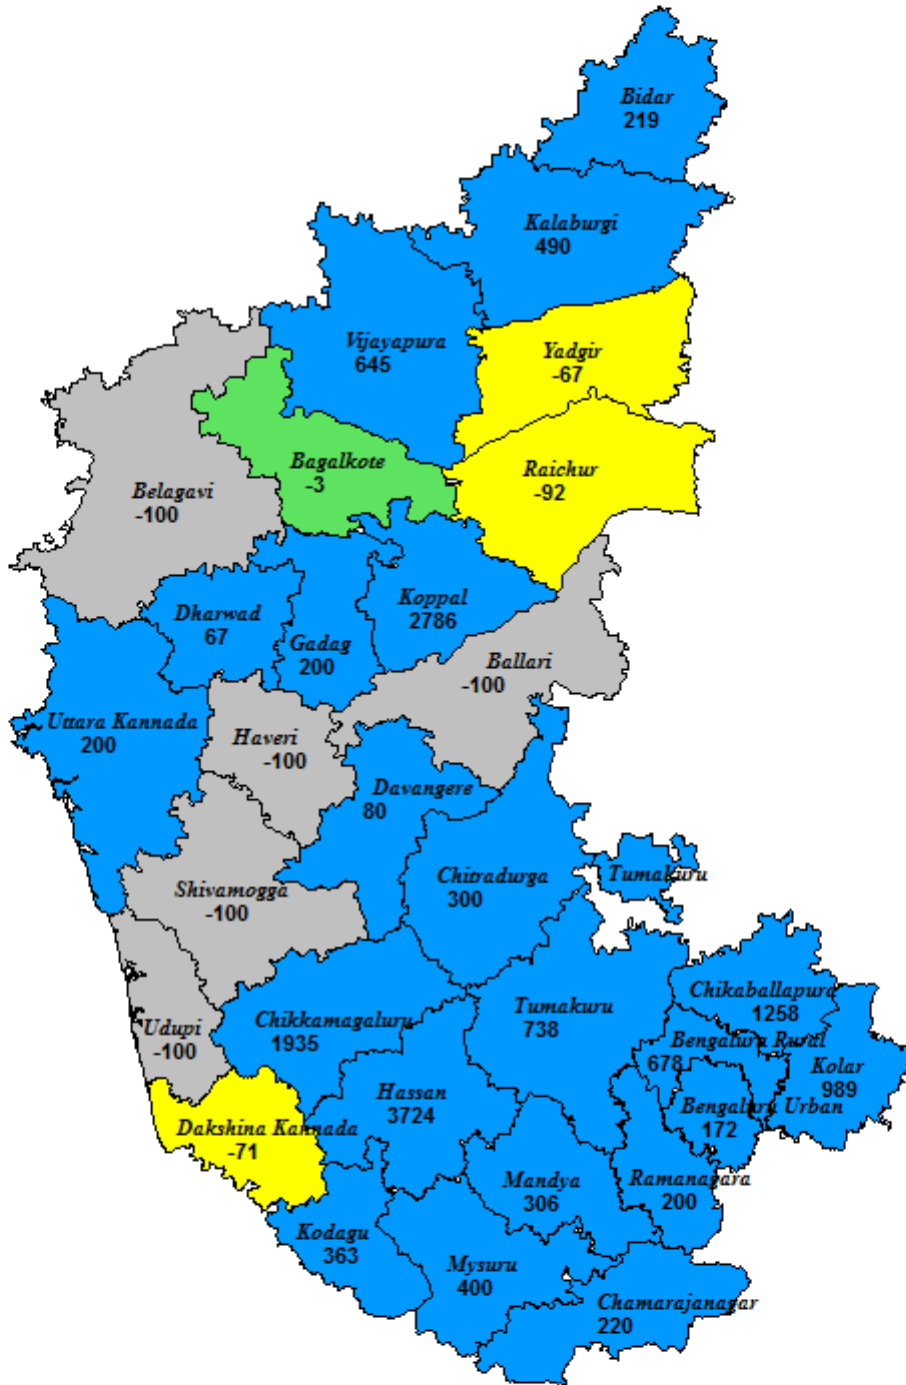 Bidar
219
Kalaburgi
490
Vijayapura
645
Yadgir
-67
Bagalkote
-3
Raichur
-92
Belagavi
-100
Dharwad
67
Gadag
200
Koppal
2786
Ballari
-100
Uttara Kannada
200
Haveri
-100
Davangere
80
Chitradurga
300
Tumakuru
Shivamogga
-100
Chikaballapura
1258
Tumakuru
738
Chikkamagaluru
1935
Udupi
-100
Bengaluru Rural
678
Kolar
989
Hassan
3724
Bengaluru Urban
172
Dakshina Kannada
-71
Mandya
306
Ramanagara
200
Kodagu
363
Mysuru
400
Chamarajanagar
220